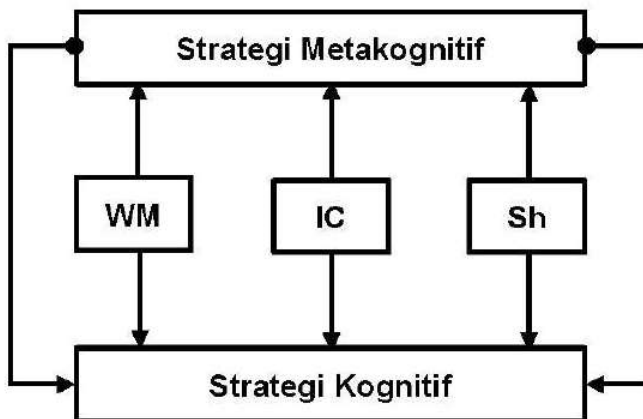 Strategi Metakognitif
WM
IC
Sh
Strategi Kognitif